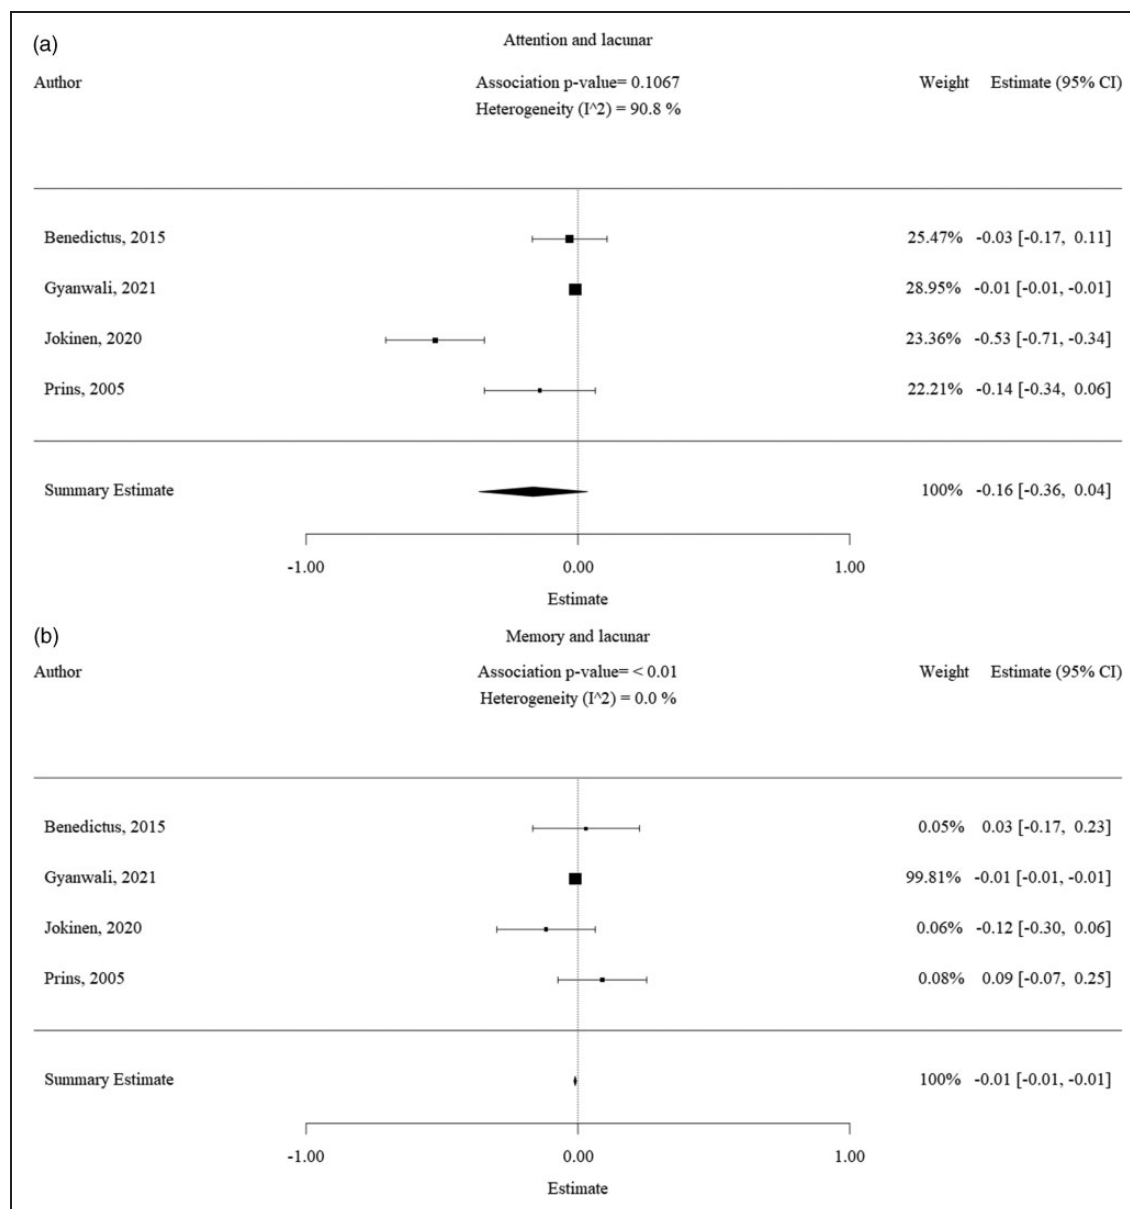 (a)
Attention and lacunar
Author Association p-value= 0.1067 Weight Estimate (95% CI)
Heterogeneity (I^2) = 90.8 %
Benedictus, 2015 25.47% -0.03 [-0.17, 0.11]
Gyanwali, 2021 28.95% -0.01 [-0.01, -0.01]
Jokinen, 2020 23.36% -0.53 [-0.71, -0.34]
Prins, 2005 22.21% -0.14 [-0.34, 0.06]
Summary Estimate 100% -0.16 [-0.36, 0.04]
-1.00 0.00 1.00
Estimate
(b)
Memory and lacunar
Author Association p-value= < 0.01 Weight Estimate (95% CI)
Heterogeneity (I^2) = 0.0 %
Benedictus, 2015 0.05% 0.03 [-0.17, 0.23]
Gyanwali, 2021 99.81% -0.01 [-0.01, -0.01]
Jokinen, 2020 0.06% -0.12 [-0.30, 0.06]
Prins, 2005 0.08% 0.09 [-0.07, 0.25]
Summary Estimate 100% -0.01 [-0.01, -0.01]
-1.00 0.00 1.00
Estimate